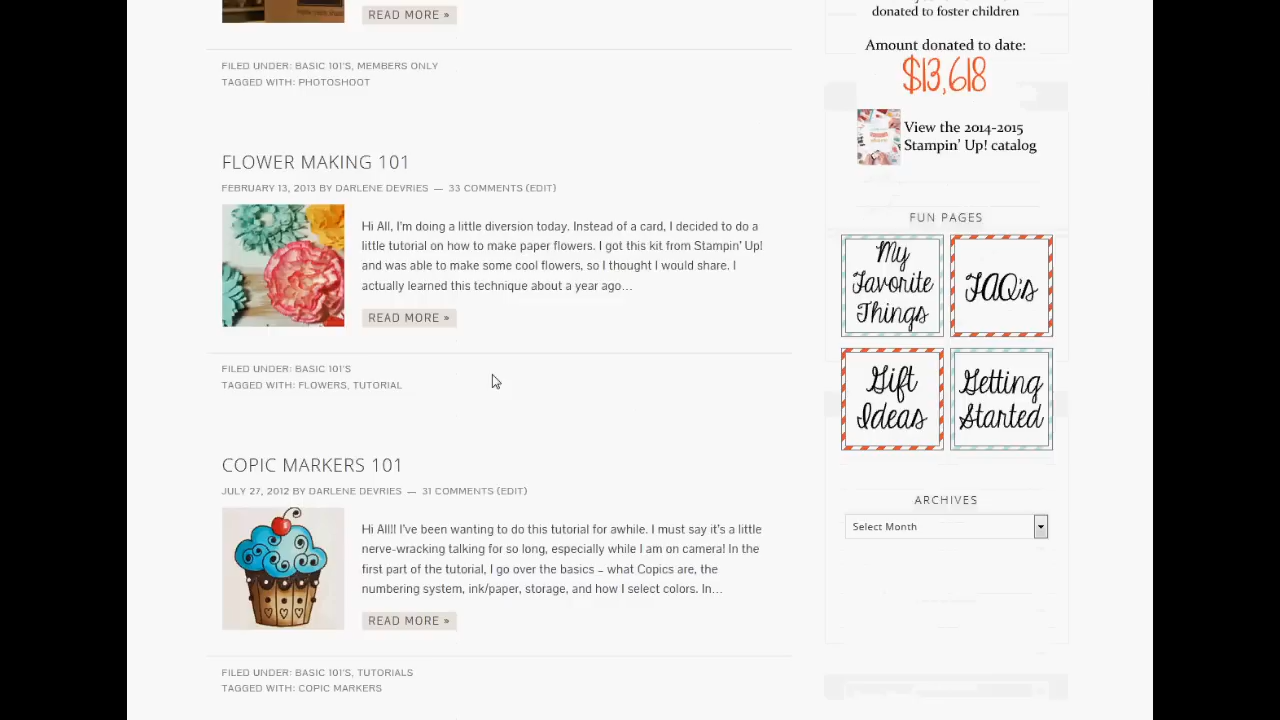 READ MORE »
FILED UNDER: BASIC 101'S, MEMBERS ONLY
TAGGED WITH: PHOTOSHOOT
FLOWER MAKING 101
FEBRUARY 13, 2013 BY DARLENE DEVRIES — 33 COMMENTS (EDIT)
Hi All, I'm doing a little diversion today. Instead of a card, I decided to do a
little tutorial on how to make paper flowers. I got this kit from Stampin' Up!
and was able to make some cool flowers, so I thought I would share. I
actually learned this technique about a year ago...
READ MORE »
FILED UNDER: BASIC 101'S
TAGGED WITH: FLOWERS, TUTORIAL
COPIC MARKERS 101
JULY 27, 2012 BY DARLENE DEVRIES — 31 COMMENTS (EDIT)
Hi All!! I've been wanting to do this tutorial for awhile. I must say it's a little
nerve-wracking talking for so long, especially while I am on camera! In the
first part of the tutorial, I go over the basics – what Copics are, the
numbering system, ink/paper, storage, and how I select colors. In...
READ MORE »
FILED UNDER: BASIC 101'S, TUTORIALS
TAGGED WITH: COPIC MARKERS
donated to foster children
Amount donated to date:
$13,618
View the 2014-2015
Stampin' Up! catalog
FUN PAGES
My
Favorite
Things
FAQ's
Gift
Ideas
Getting
Started
ARCHIVES
Select Month